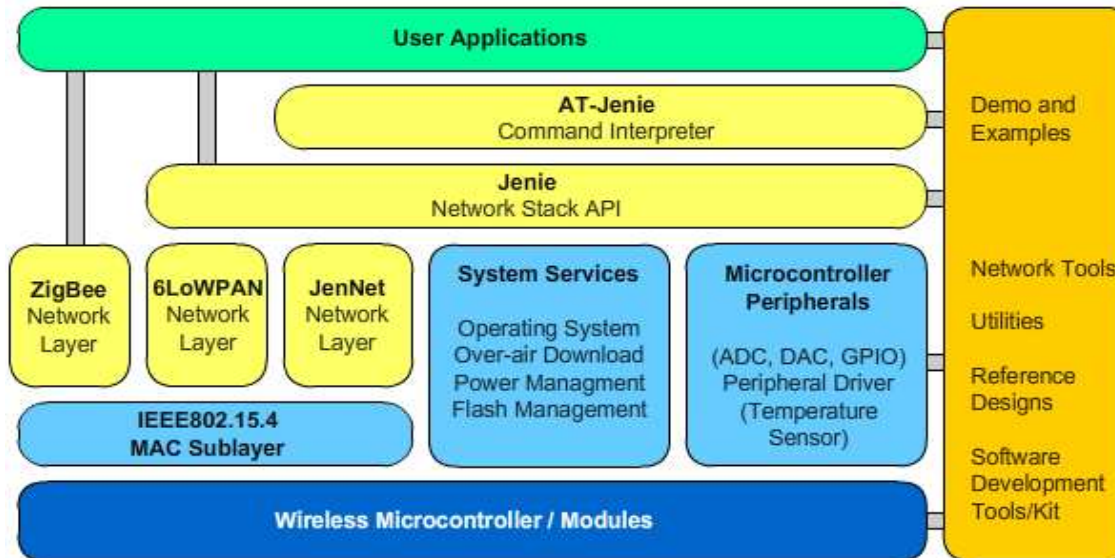 User Applications
AT-Jenie
Command Interpreter
Jenie
Network Stack API
ZigBee
Network
Layer
6LoWPAN
Network
Layer
JenNet
Network
Layer
IEEE802.15.4
MAC Sublayer
System Services
Operating System
Over-air Download
Power Managment
Flash Management
Microcontroller
Peripherals
(ADC, DAC, GPIO)
Peripheral Driver
(Temperature
Sensor)
Wireless Microcontroller / Modules
Demo and
Examples
Network Tools
Utilities
Reference
Designs
Software
Development
Tools/Kit